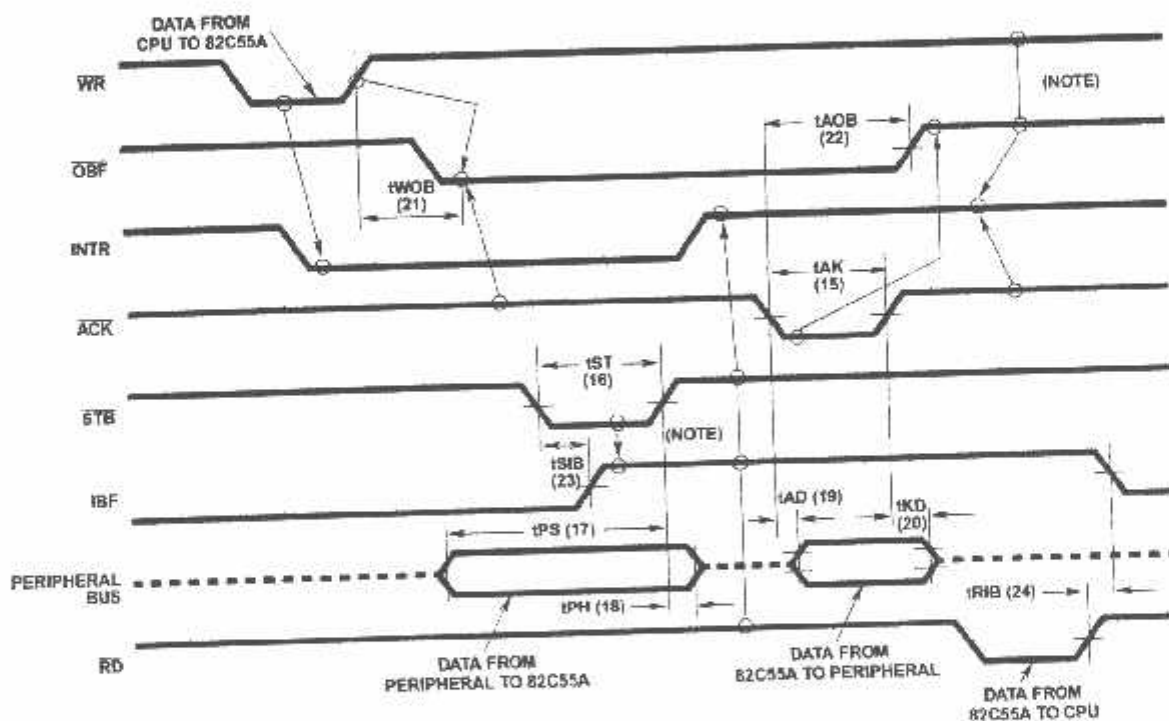 DATA FROM
CPU TO 82C55A
WR
(NOTE)
tAOB
(22)
OBF
tWOB
(21)
INTR
tAK
(15)
ACK
tST
(16)
STB
(NOTE)
tSIB
(23)
IBF
tAD (19)
tKD
(20)
tPS (17)
PERIPHERAL
BUS
tPH (18)
tRIB (24)
RD
DATA FROM
PERIPHERAL TO 82C55A
DATA FROM
82C55A TO PERIPHERAL
DATA FROM
82C55A TO CPU